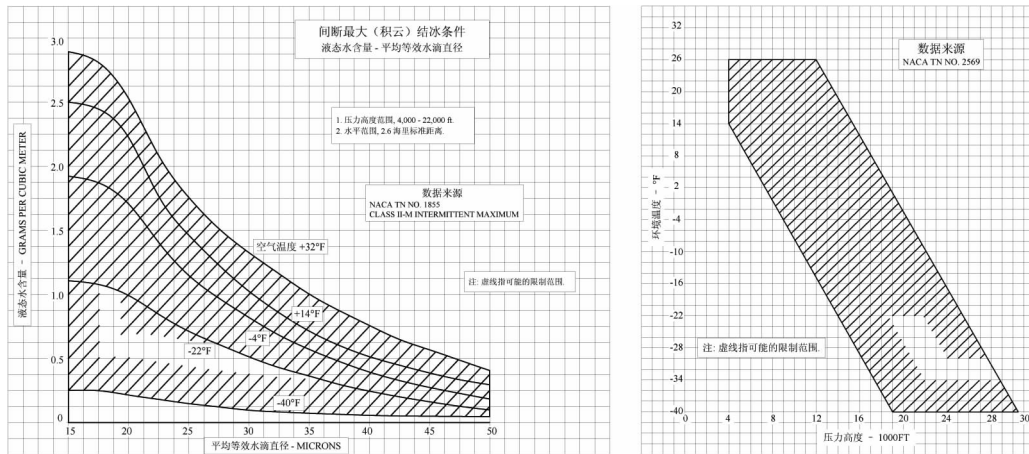 间断最大（积云）结冰条件
液态水含量 - 平均等效水滴直径
1. 压力高度范围, 4,000 - 22,000 ft.
2. 水平范围, 2.6 海里标准距离.
数据来源
NACA TN NO. 1855
CLASS II-M INTERMITTENT MAXIMUM
空气温度 +32°F
注: 虚线指可能的限制范围.
+14°F
-4°F
-22°F
-40°F
液态水含量 - GRAMS PER CUBIC METER
3.0
2.5
2.0
1.5
1.0
0.5
0
15 20 25 30 35 40 45 50
平均等效水滴直径 - MICRONS
数据来源
NACA TN NO. 2569
环境温度 - °F
32
26
20
14
8
2
-4
-10
-16
-22
-28
-34
-40
注: 虚线指可能的限制范围.
0 4 8 12 16 20 24 28 30
压力高度 - 1000FT